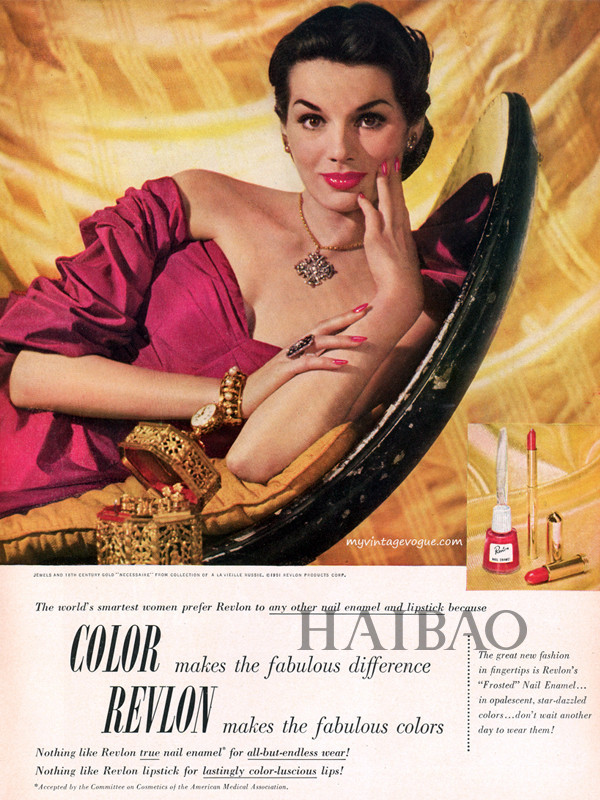 myvintagevogue.com
JEWELS AND 18TH CENTURY GOLD "NECESSAIRE" FROM COLLECTION OF A LA VIEILLE RUSSIE. ©1951 REVLON PRODUCTS CORP.
The world's smartest women prefer Revlon to any other nail enamel and lipstick because
HAIBAO
COLOR makes the fabulous difference
REVLON makes the fabulous colors
Nothing like Revlon true nail enamel* for all-but-endless wear!
Nothing like Revlon lipstick for lastingly color-luscious lips!
*Accepted by the Committee on Cosmetics of the American Medical Association.
Revlon
NAIL ENAMEL
The great new fashion
in fingertips is Revlon's
"Frosted" Nail Enamel...
in opalescent, star-dazzled
colors...don't wait another
day to wear them!